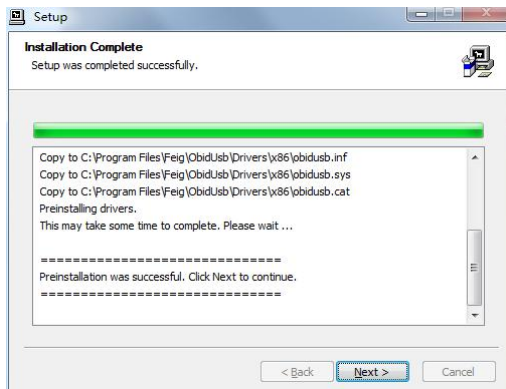 Setup
Installation Complete
Setup was completed successfully.
Copy to C:\Program Files\Feig\ObidUsb\Drivers\x86\obidusb.inf
Copy to C:\Program Files\Feig\ObidUsb\Drivers\x86\obidusb.sys
Copy to C:\Program Files\Feig\ObidUsb\Drivers\x86\obidusb.cat
Preinstalling drivers.
This may take some time to complete. Please wait ...
==============================
Preinstallation was successful. Click Next to continue.
==============================
< Back Next > Cancel